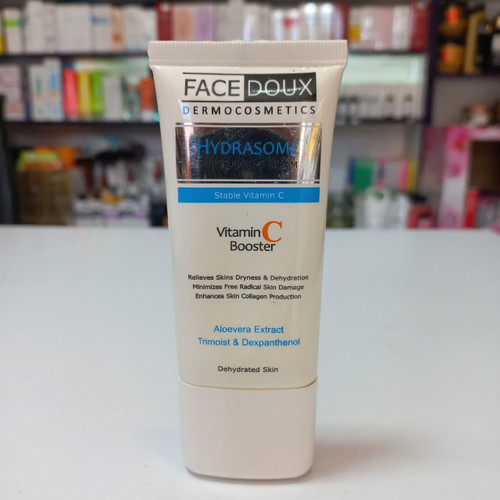 FACE DOUX
DERMOCOSMETICS
HYDRASOME
Stable Vitamin C
Vitamin C
Booster
Relieves Skins Dryness & Dehydration
Minimizes Free Radical Skin Damage
Enhances Skin Collagen Production
Aloevera Extract
Trimoist & Dexpanthenol
Dehydrated Skin